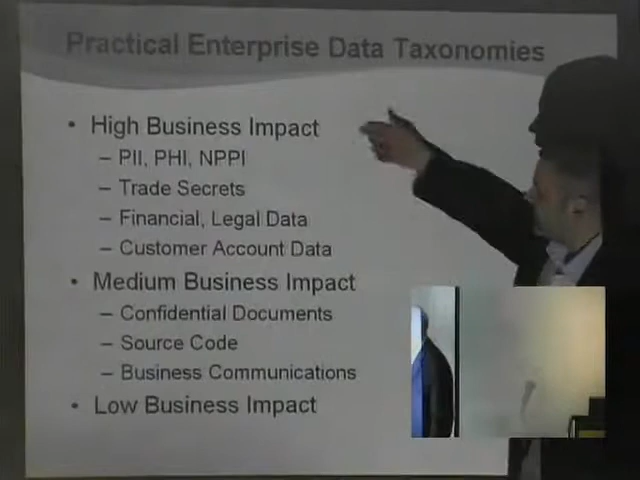 Practical Enterprise Data Taxonomies
• High Business Impact
– PII, PHI, NPPI
– Trade Secrets
– Financial, Legal Data
– Customer Account Data
• Medium Business Impact
– Confidential Documents
– Source Code
– Business Communications
• Low Business Impact